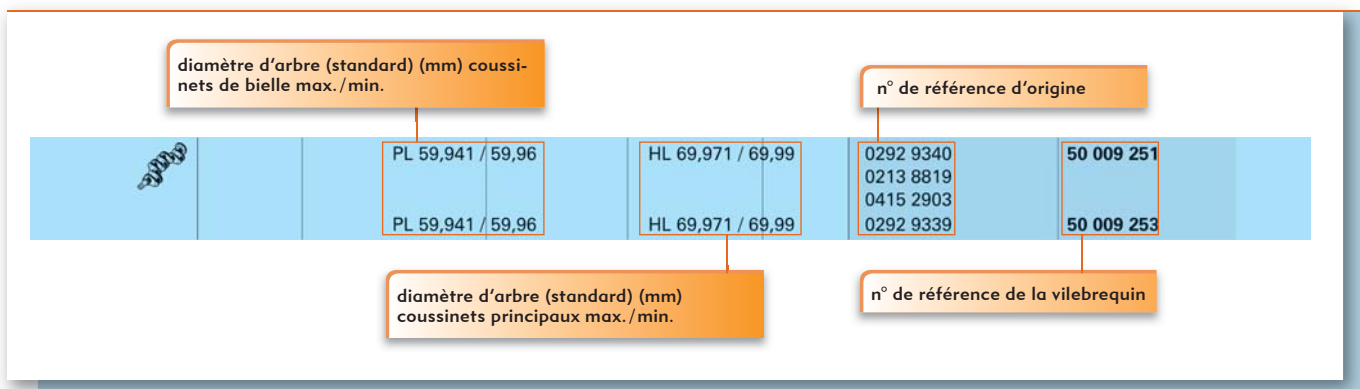 diamètre d'arbre (standard) (mm) coussi-
nets de bielle max./min.
n° de référence d'origine
PL 59,941 / 59,96 HL 69,971 / 69,99 0292 9340 50 009 251
0213 8819
0415 2903
PL 59,941 / 59,96 HL 69,971 / 69,99 0292 9339 50 009 253
diamètre d'arbre (standard) (mm)
coussinets principaux max./min.
n° de référence de la vilebrequin